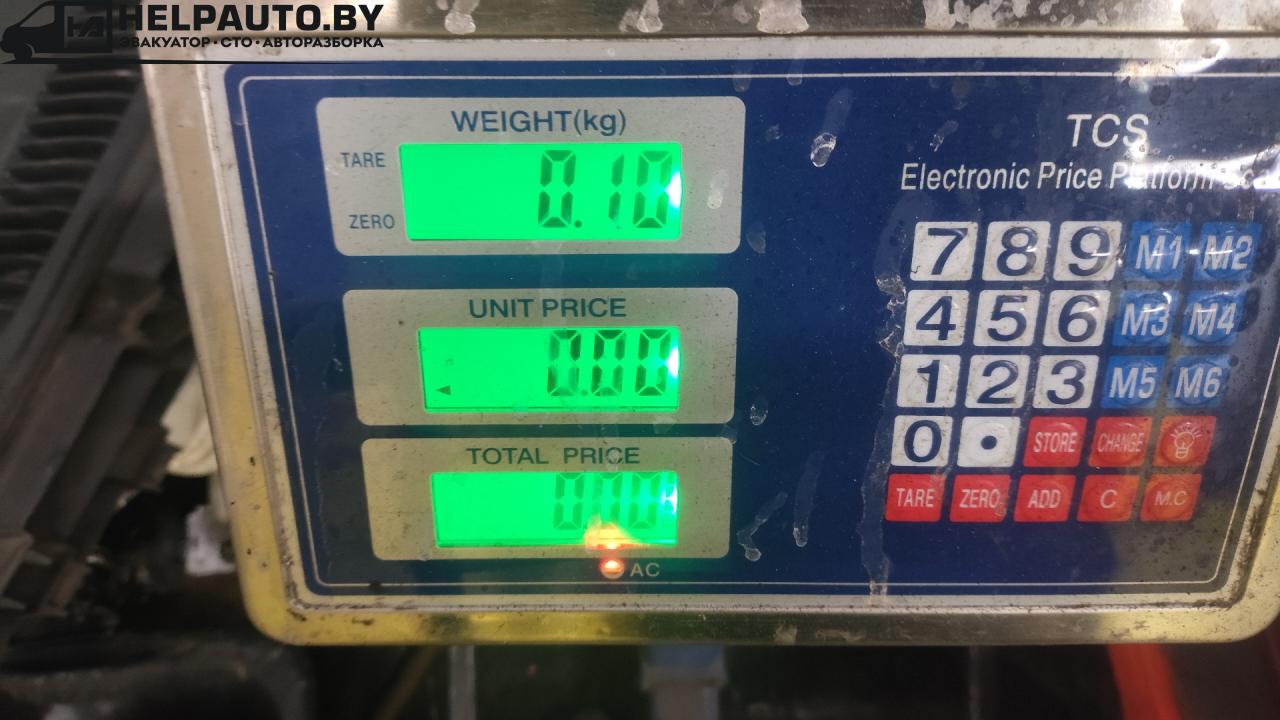 HELPAUTO.BY
ЭВАКУАТОР·СТО·АВТОРАЗБОРКА
WEIGHT(kg)
TARE
0.10
ZERO
UNIT PRICE
0.00
TOTAL PRICE
AC
TCS
Electronic Price Platform
7 8 9 M1 M2
4 5 6 M3 M4
1 2 3 M5 M6
0 • STORE CHANGE
TARE ZERO ADD C M.C